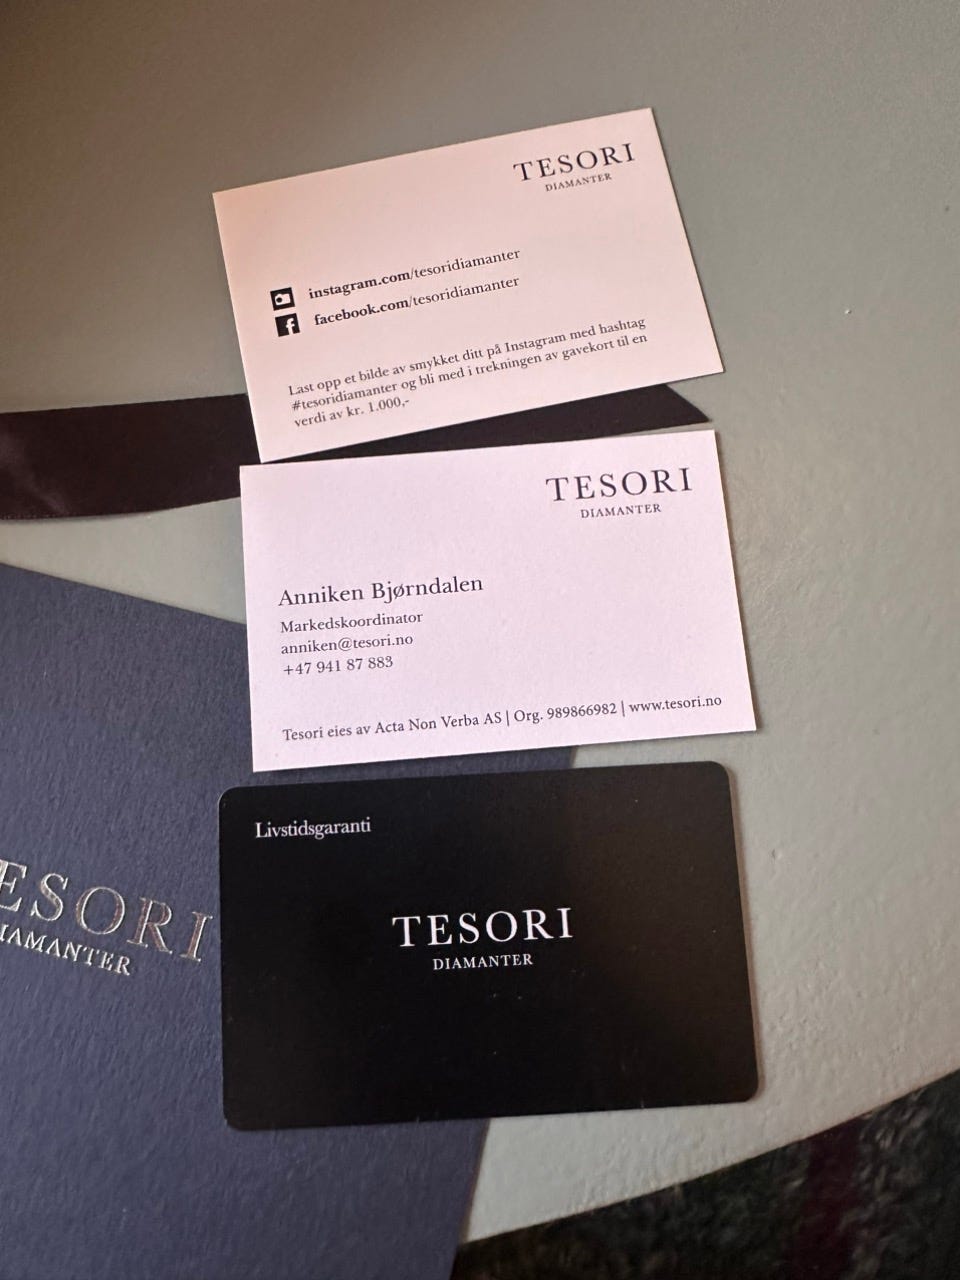 TESORI
DIAMANTER
instagram.com/tesoridiamanter
facebook.com/tesoridiamanter
Last opp et bilde av smykket ditt på Instagram med hashtag
#tesoridiamanter og bli med i trekningen av gavekort til en
verdi av kr. 1.000,-
TESORI
DIAMANTER
Anniken Bjørndalen
Markedskoordinator
anniken@tesori.no
+47 941 87 883
Tesori eies av Acta Non Verba AS | Org. 989866982 | www.tesori.no
Livstidsgaranti
TESORI
DIAMANTER
ESORI
IAMANTER